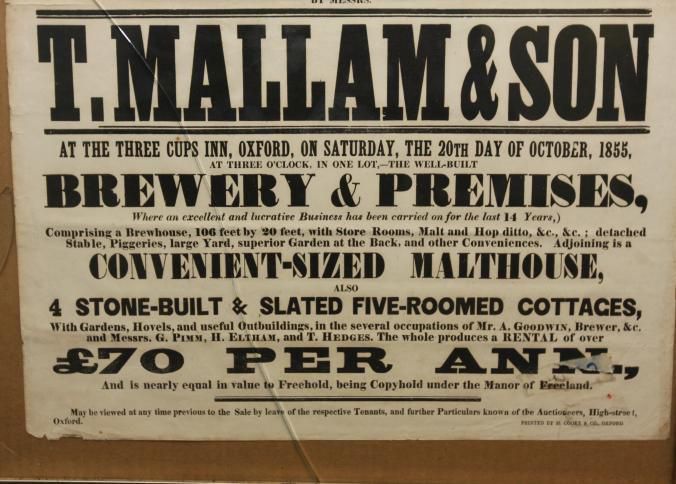 BY MESSRS.
T. MALLAM & SON
AT THE THREE CUPS INN, OXFORD, ON SATURDAY, THE 20TH DAY OF OCTOBER, 1855,
AT THREE O'CLOCK, IN ONE LOT,—THE WELL-BUILT
BREWERY & PREMISES,
Where an excellent and lucrative Business has been carried on for the last 14 Years,)
Comprising a Brewhouse, 106 feet by 20 feet, with Store Rooms, Malt and Hop ditto, &c., &c. ; detached
Stable, Piggeries, large Yard, superior Garden at the Back, and other Conveniences. Adjoining is a
CONVENIENT-SIZED MALTHOUSE,
ALSO
4 STONE-BUILT & SLATED FIVE-ROOMED COTTAGES,
With Gardens, Hovels, and useful Outbuildings, in the several occupations of Mr. A. GOODWIN, Brewer, &c.
and Messrs. G. PIMM, H. ELTHAM, and T. HEDGES. The whole produces a RENTAL of over
£70 PER ANN.,
And is nearly equal in value to Freehold, being Copyhold under the Manor of Freeland.
May be viewed at any time previous to the Sale by leave of the respective Tenants, and further Particulars known of the Auctioneers, High-street,
Oxford.
PRINTED BY H. COOKE & CO., OXFORD